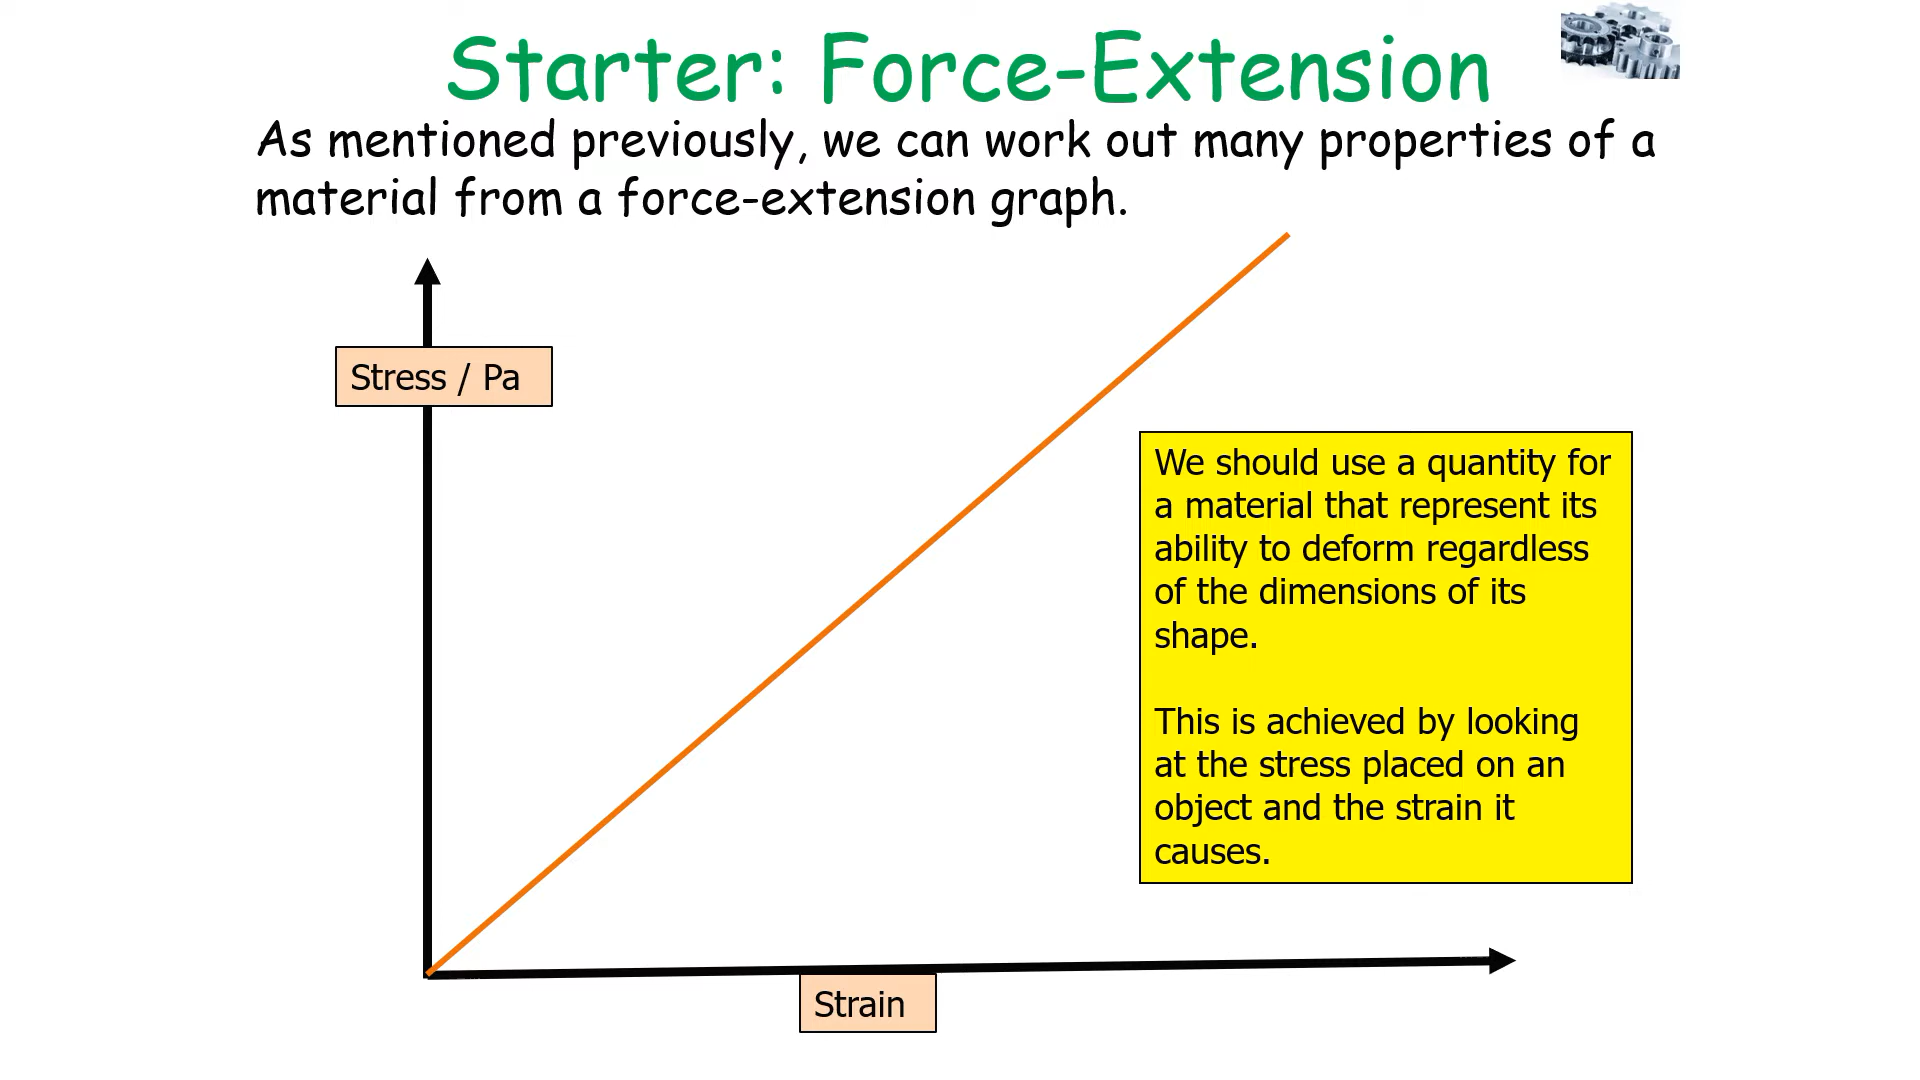 Starter: Force-Extension
As mentioned previously, we can work out many properties of a
material from a force-extension graph.
Stress / Pa
We should use a quantity for
a material that represent its
ability to deform regardless
of the dimensions of its
shape.
This is achieved by looking
at the stress placed on an
object and the strain it
causes.
Strain